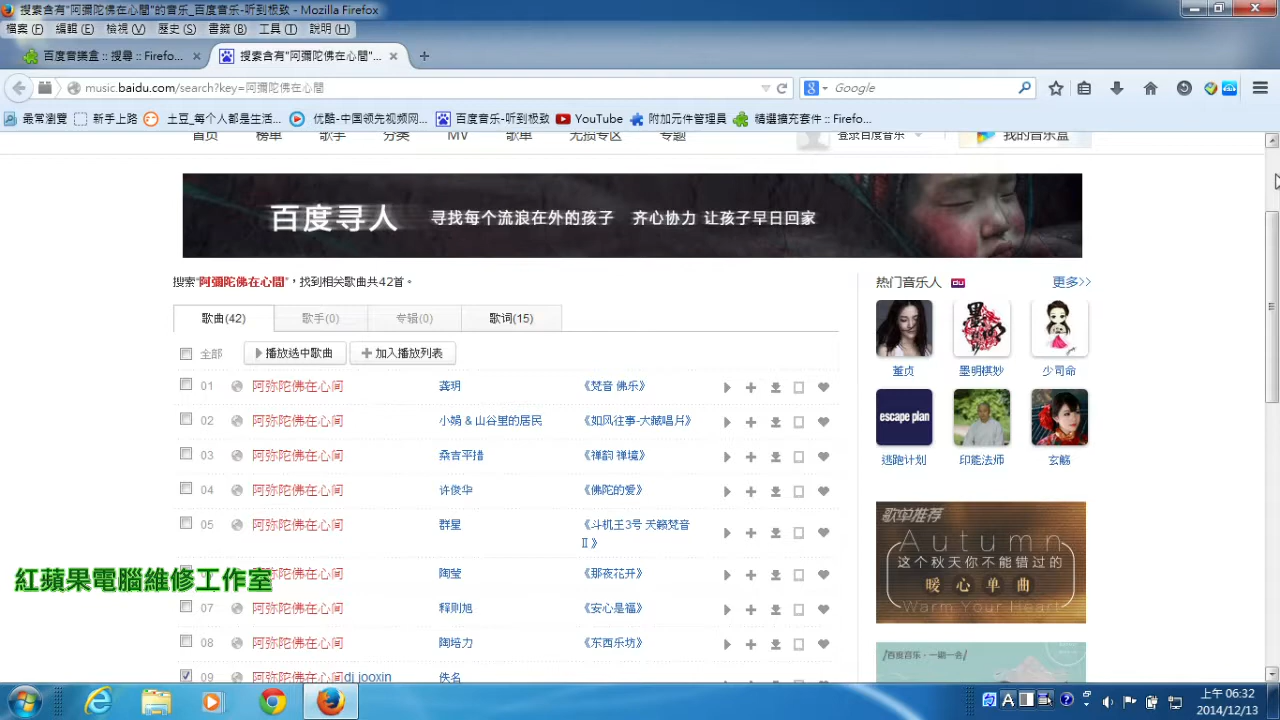 搜索含有"阿彌陀佛在心間"的音乐_百度音乐-听到极致 - Mozilla Firefox
檔案(F) 編輯(E) 檢視(V) 歷史(S) 書籤(B) 工具(T) 說明(H)
百度音樂盒 :: 搜尋 :: Firefo...
搜索含有"阿彌陀佛在心間"...
music.baidu.com/search?key=阿彌陀佛在心間
Google
最常瀏覽 新手上路 土豆_每个人都是生活... 优酷-中国领先视频网... 百度音乐-听到极致 YouTube 附加元件管理員 精選擴充套件 :: Firefo...
首页 榜单 歌手 分类 MV 歌单 无损专区 专题 登录百度音乐 我的音乐盒
百度寻人 寻找每个流浪在外的孩子 齐心协力 让孩子早日回家
搜索"阿彌陀佛在心間"，找到相关歌曲共42首。
歌曲(42) 歌手(0) 专辑(0) 歌词(15)
全部 播放选中歌曲 加入播放列表
01 阿弥陀佛在心间 龚玥 《梵音 佛乐》
02 阿弥陀佛在心间 小娟 & 山谷里的居民 《如风往事-大藏唱片》
03 阿弥陀佛在心间 桑吉平措 《禅韵 禅境》
04 阿弥陀佛在心间 许俊华 《佛陀的爱》
05 阿弥陀佛在心间 群星 《斗机王3号 天籁梵音
Ⅱ》
阿弥陀佛在心间 陶莹 《那夜花开》
紅蘋果電腦維修工作室
07 阿弥陀佛在心间 释则旭 《安心是福》
08 阿弥陀佛在心间 陶培力 《东西乐坊》
09 阿弥陀佛在心间dj jooxin 佚名
热门音乐人 du 更多>>
董贞 墨明棋妙 少司命
escape plan
逃跑计划 印能法师 玄觞
歌单推荐
Autumn
这个秋天你不能错过的
暖心单曲
Warm Your Heart
百度音乐·一期一会
上午 06:32
2014/12/13